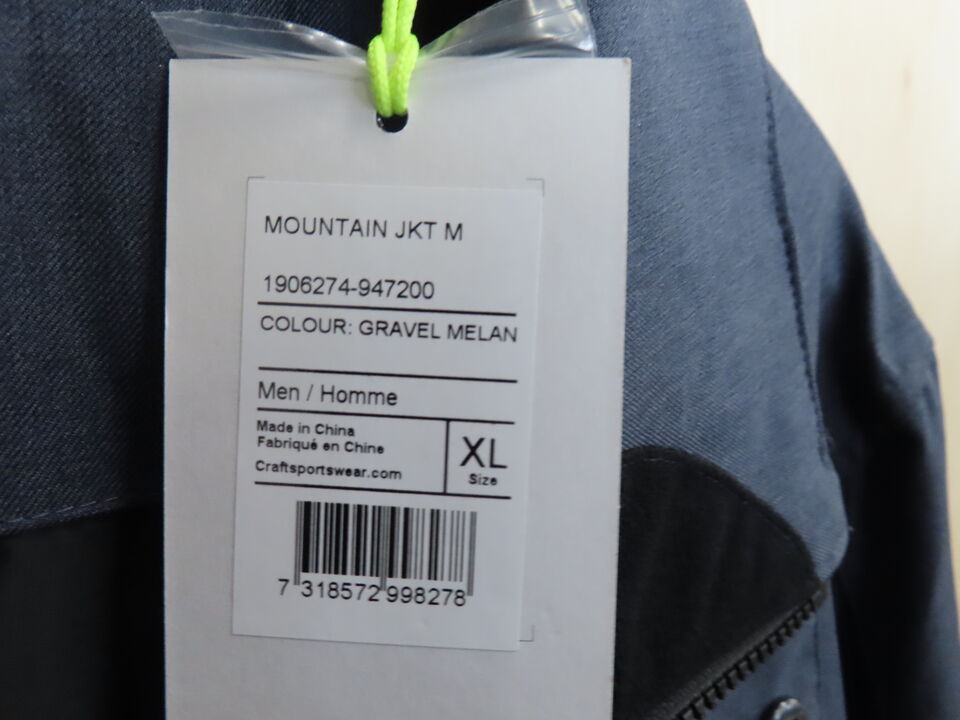 MOUNTAIN JKT M
1906274-947200
COLOUR: GRAVEL MELAN
Men / Homme
Made in China
Fabriqué en Chine
Craftsportswear.com
XL
Size
7 318572 998278